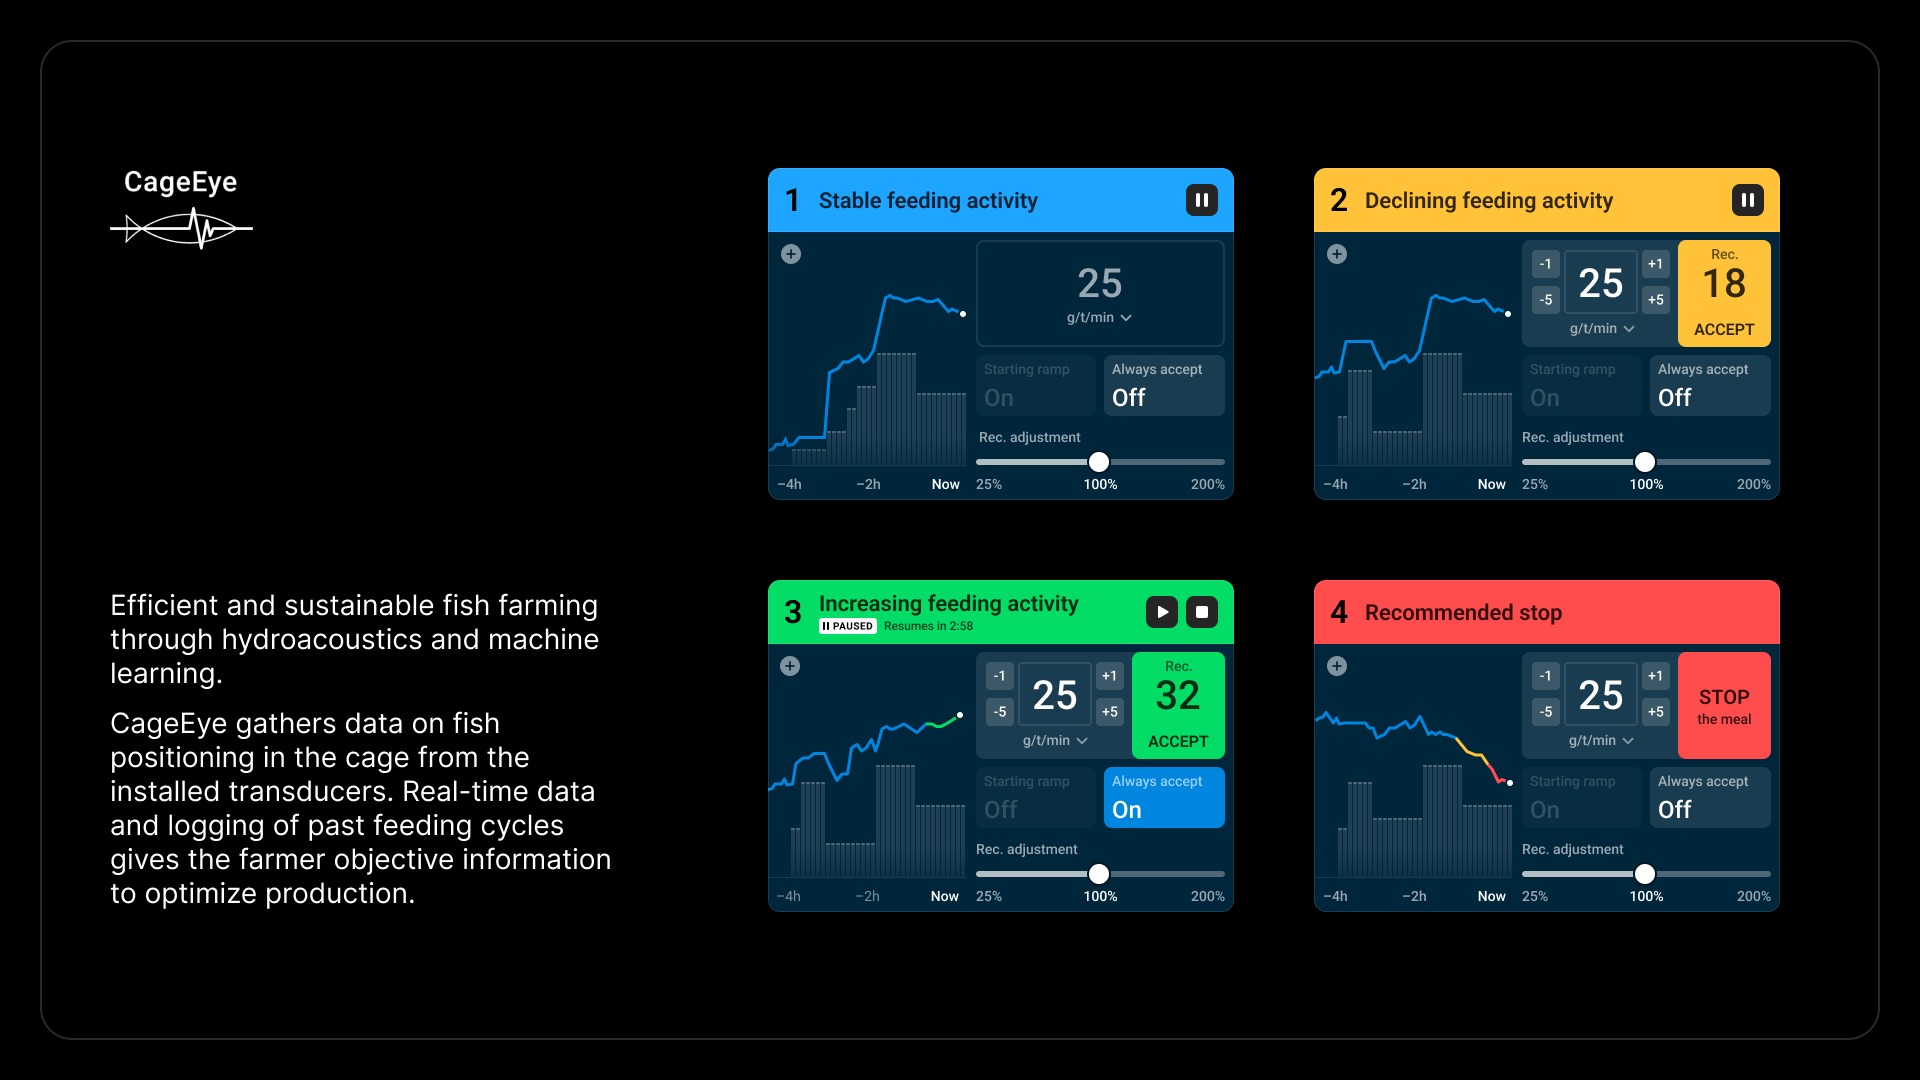 CageEye
Efficient and sustainable fish farming
through hydroacoustics and machine
learning.
CageEye gathers data on fish
positioning in the cage from the
installed transducers. Real-time data
and logging of past feeding cycles
gives the farmer objective information
to optimize production.
1 Stable feeding activity
25
g/t/min
Starting ramp Always accept
On Off
Rec. adjustment
−4h −2h Now 25% 100% 200%
2 Declining feeding activity
-1 25 +1 Rec.
-5 +5 18
g/t/min ACCEPT
Starting ramp Always accept
On Off
Rec. adjustment
−4h −2h Now 25% 100% 200%
3 Increasing feeding activity
PAUSED Resumes in 2:58
-1 25 +1 Rec.
-5 +5 32
g/t/min ACCEPT
Starting ramp Always accept
Off On
Rec. adjustment
−4h −2h Now 25% 100% 200%
4 Recommended stop
-1 25 +1 STOP
-5 +5 the meal
g/t/min
Starting ramp Always accept
On Off
Rec. adjustment
−4h −2h Now 25% 100% 200%